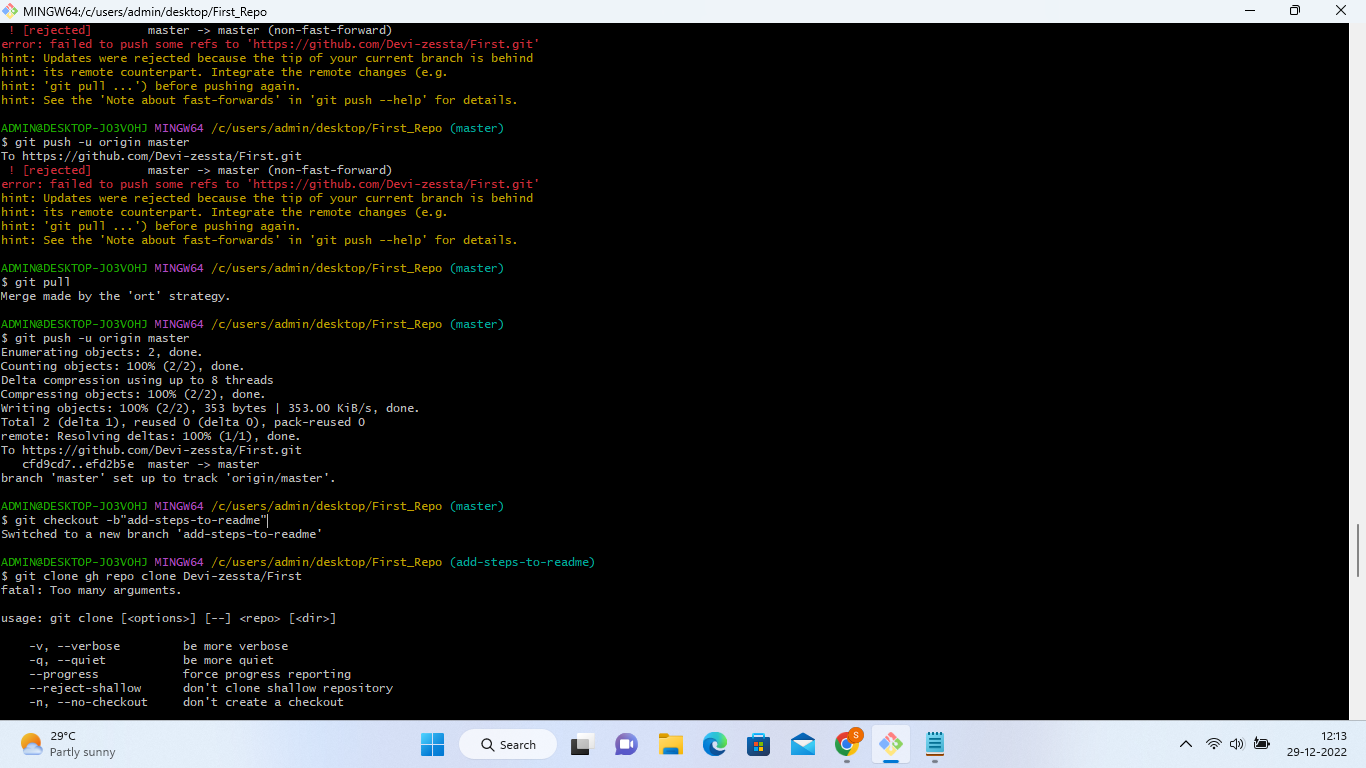 MINGW64:/c/users/admin/desktop/First_Repo
! [rejected]        master -> master (non-fast-forward)
error: failed to push some refs to 'https://github.com/Devi-zessta/First.git'
hint: Updates were rejected because the tip of your current branch is behind
hint: its remote counterpart. Integrate the remote changes (e.g.
hint: 'git pull ...') before pushing again.
hint: See the 'Note about fast-forwards' in 'git push --help' for details.
ADMIN@DESKTOP-JO3VOHJ MINGW64 /c/users/admin/desktop/First_Repo (master)
$ git push -u origin master
To https://github.com/Devi-zessta/First.git
! [rejected]        master -> master (non-fast-forward)
error: failed to push some refs to 'https://github.com/Devi-zessta/First.git'
hint: Updates were rejected because the tip of your current branch is behind
hint: its remote counterpart. Integrate the remote changes (e.g.
hint: 'git pull ...') before pushing again.
hint: See the 'Note about fast-forwards' in 'git push --help' for details.
ADMIN@DESKTOP-JO3VOHJ MINGW64 /c/users/admin/desktop/First_Repo (master)
$ git pull
Merge made by the 'ort' strategy.
ADMIN@DESKTOP-JO3VOHJ MINGW64 /c/users/admin/desktop/First_Repo (master)
$ git push -u origin master
Enumerating objects: 2, done.
Counting objects: 100% (2/2), done.
Delta compression using up to 8 threads
Compressing objects: 100% (2/2), done.
Writing objects: 100% (2/2), 353 bytes | 353.00 KiB/s, done.
Total 2 (delta 1), reused 0 (delta 0), pack-reused 0
remote: Resolving deltas: 100% (1/1), done.
To https://github.com/Devi-zessta/First.git
   cfd9cd7..efd2b5e  master -> master
branch 'master' set up to track 'origin/master'.
ADMIN@DESKTOP-JO3VOHJ MINGW64 /c/users/admin/desktop/First_Repo (master)
$ git checkout -b"add-steps-to-readme"
Switched to a new branch 'add-steps-to-readme'
ADMIN@DESKTOP-JO3VOHJ MINGW64 /c/users/admin/desktop/First_Repo (add-steps-to-readme)
$ git clone gh repo clone Devi-zessta/First
fatal: Too many arguments.
usage: git clone [<options>] [--] <repo> [<dir>]
    -v, --verbose         be more verbose
    -q, --quiet           be more quiet
    --progress            force progress reporting
    --reject-shallow      don't clone shallow repository
    -n, --no-checkout     don't create a checkout
29°C
Partly sunny
Search
S
12:13
29-12-2022